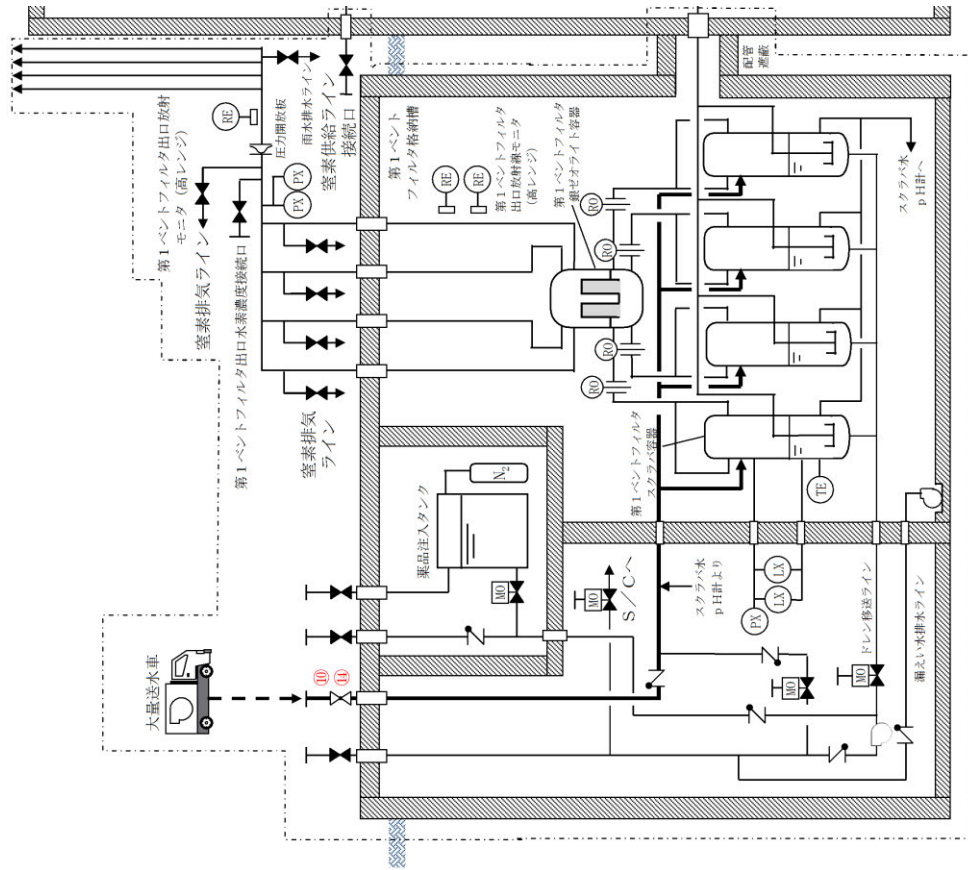 大量送水車
⑩
⑭
第１ベントフィルタ出口放射
モニタ（高レンジ）
窒素排気ライン
第１ベントフィルタ出口水素濃度接続口
窒素排気
ライン
RE
圧力開放板
PX
PX
雨水排水ライン
窒素供給ライン
接続口
配管
遮蔽
第１ベント
フィルタ格納槽
RE
RE
第１ベントフィルタ
出口放射線モニタ
(高レンジ)
第１ベントフィルタ
銀ゼオライト容器
RO
RO
RO
RO
薬品注入タンク
N₂
MO
MO
S／Cへ
スクラバ水
ｐH計より
第１ベントフィルタ
スクラバ容器
スクラバ水
ｐH計へ
TE
PX
LX
LX
MO
MO
ドレン移送ライン
漏えい水排水ライン